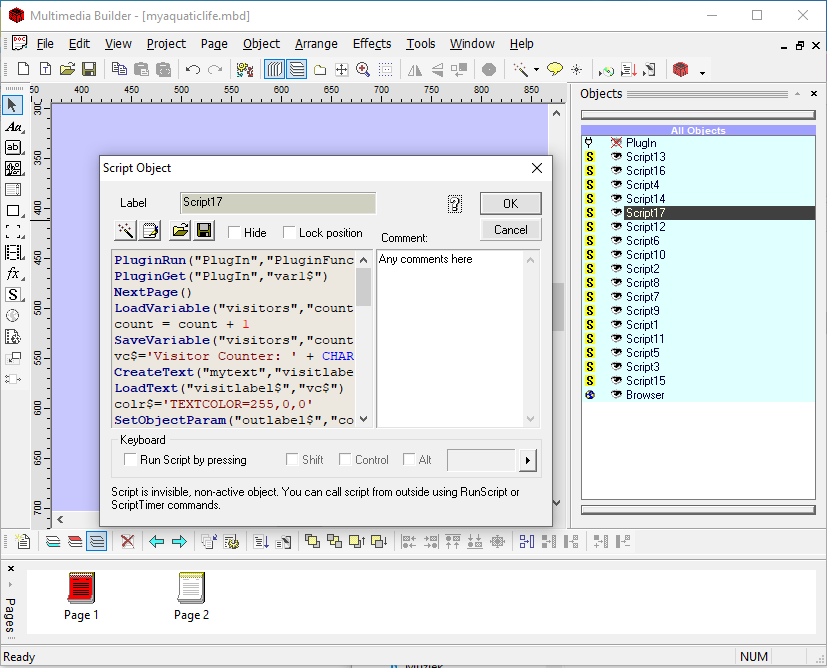 Multimedia Builder - [myaquaticlife.mbd]
File Edit View Project Page Object Arrange Effects Tools Window Help
50 400 450 500 550 600 650 700 750 800 850
Objects
All Objects
PlugIn
S Script13
S Script16
S Script4
S Script14
S Script17
S Script12
S Script6
S Script10
S Script2
S Script8
S Script7
S Script9
S Script1
S Script11
S Script5
S Script3
S Script15
Browser
Aa
ab
fx
S
300
350
400
450
500
550
600
650
700
Script Object
Label Script17
OK
Hide Lock position Comment: Cancel
PluginRun("PlugIn","PluginFunc
PluginGet("PlugIn","var1$")
NextPage()
LoadVariable("visitors","count
count = count + 1
SaveVariable("visitors","count
vc$='Visitor Counter: ' + CHAR
CreateText("mytext","visitlabe
LoadText("visitlabel$","vc$")
colr$='TEXTCOLOR=255,0,0'
SetObjectParam("outlabel$","co
Any comments here
Keyboard
Run Script by pressing Shift Control Alt
Script is invisible, non-active object. You can call script from outside using RunScript or
ScriptTimer commands.
Pages
Page 1
Page 2
Ready
NUM